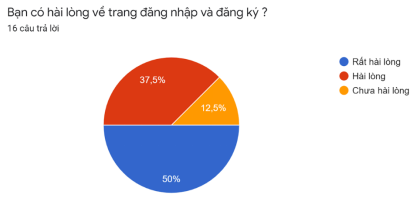 Bạn có hài lòng về trang đăng nhập và đăng ký ?
16 câu trả lời
Rất hài lòng
Hài lòng
Chưa hài lòng
37,5%
12,5%
50%